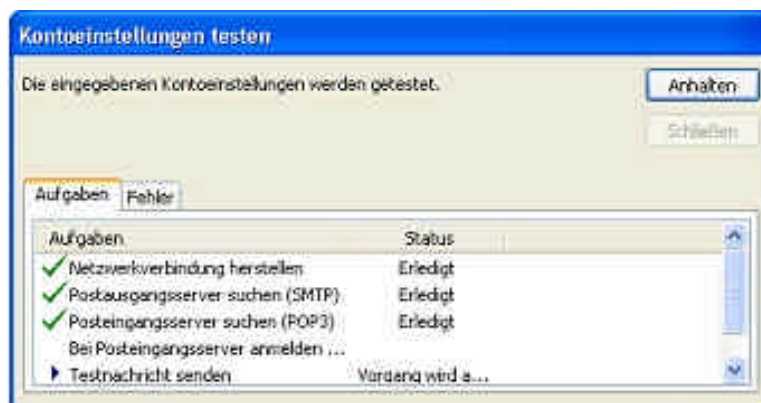 Kontoeinstellungen testen
Die eingegebenen Kontoeinstellungen werden getestet.
Anhalten
Schließen
Aufgaben Fehler
Aufgaben Status
Netzwerkverbindung herstellen Erledigt
Postausgangsserver suchen (SMTP) Erledigt
Posteingangsserver suchen (POP3) Erledigt
Bei Posteingangsserver anmelden ...
Testnachricht senden Vorgang wird a...